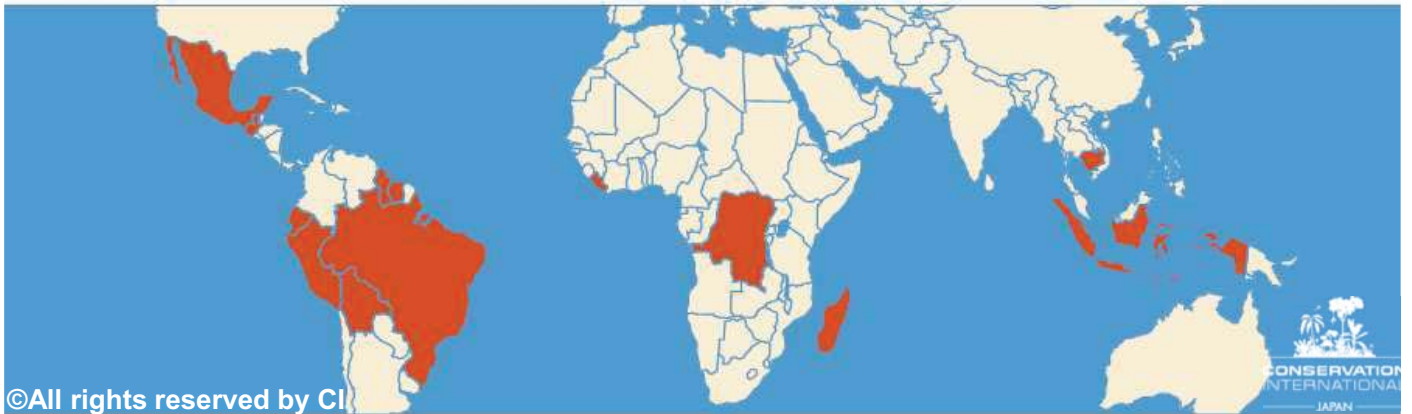 ©All rights reserved by CI
CONSERVATION
INTERNATIONAL
JAPAN